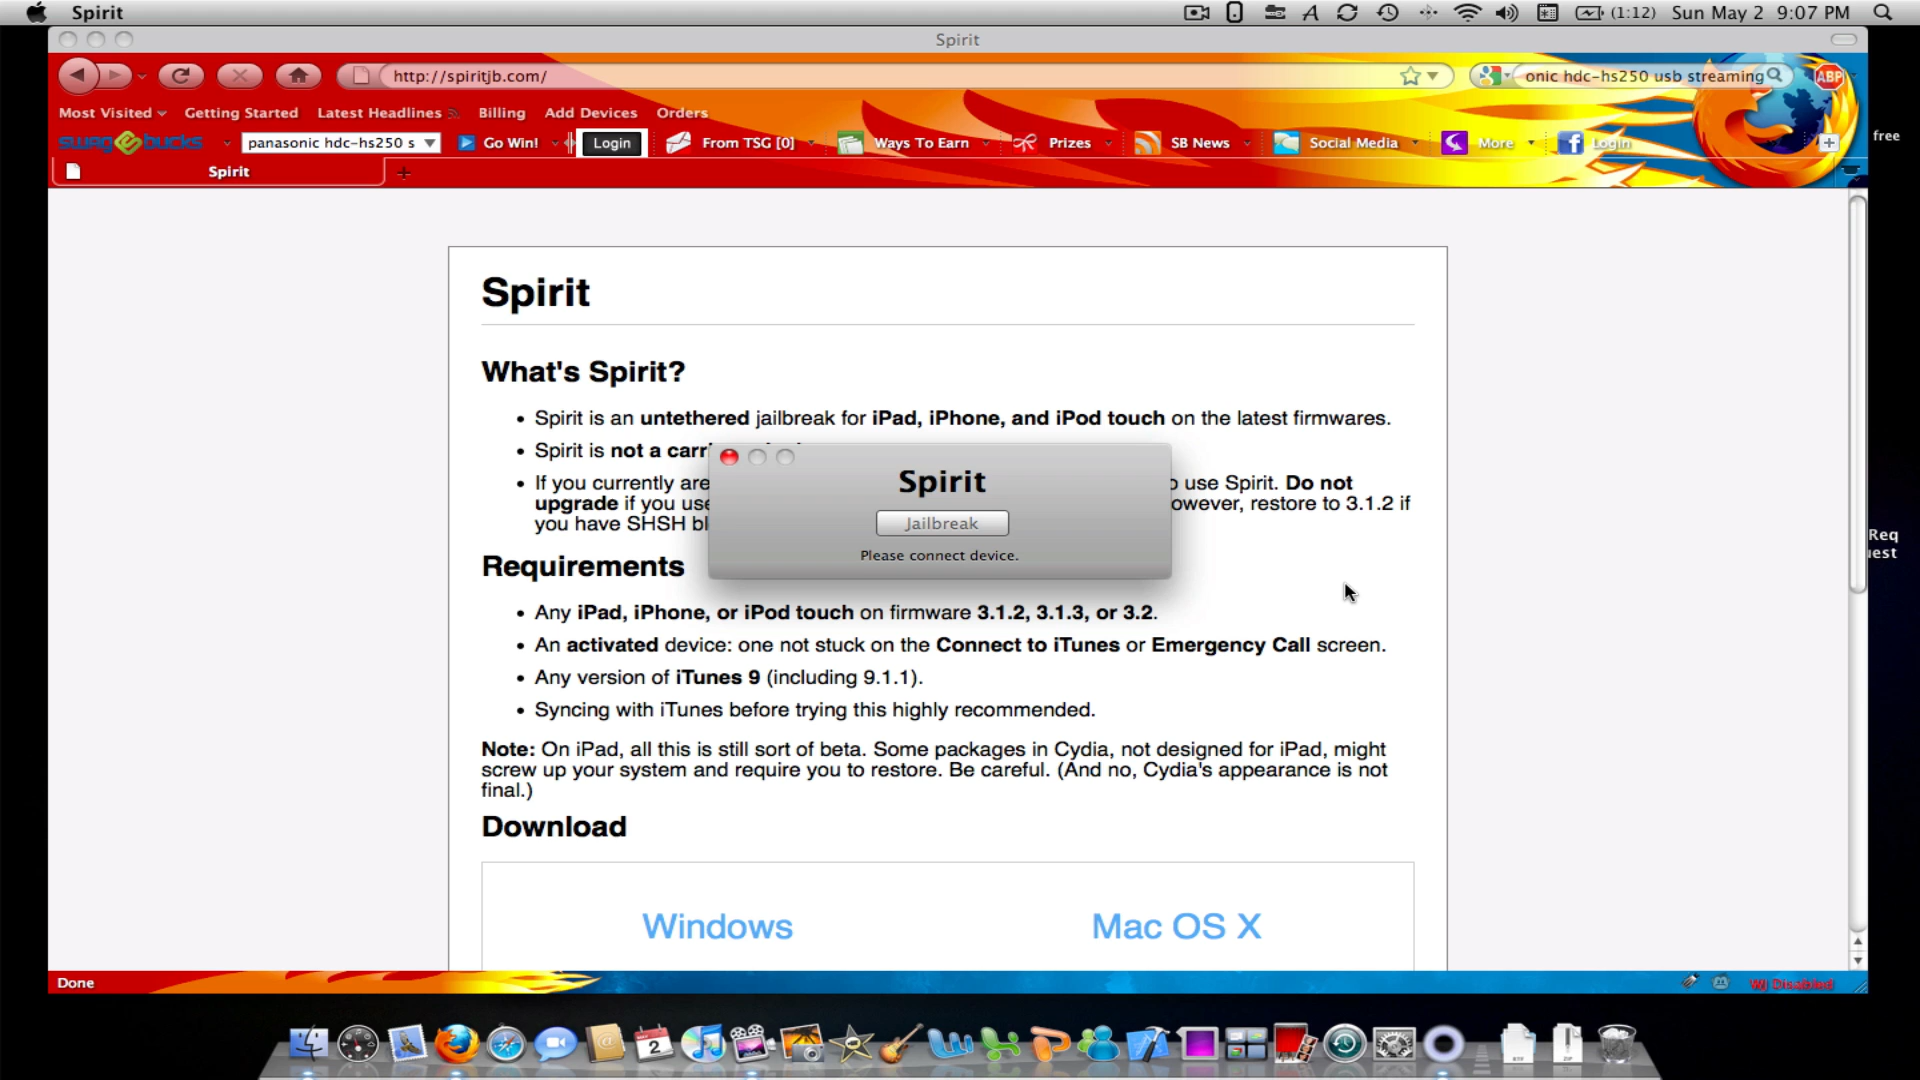 Spirit
(1:12) Sun May 2 9:07 PM
Spirit
http://spiritjb.com/
onic hdc-hs250 usb streaming
ABP
Most Visited Getting Started Latest Headlines Billing Add Devices Orders
swagbucks panasonic hdc-hs250 s Go Win! Login From TSG [0] Ways To Earn Prizes SB News Social Media More Login
free
Spirit
Spirit
What's Spirit?
• Spirit is an untethered jailbreak for iPad, iPhone, and iPod touch on the latest firmwares.
• Spirit is not a carri
• If you currently are
o use Spirit. Do not
upgrade if you use
owever, restore to 3.1.2 if
you have SHSH bl
Spirit
Jailbreak
Please connect device.
Req
uest
Requirements
• Any iPad, iPhone, or iPod touch on firmware 3.1.2, 3.1.3, or 3.2.
• An activated device: one not stuck on the Connect to iTunes or Emergency Call screen.
• Any version of iTunes 9 (including 9.1.1).
• Syncing with iTunes before trying this highly recommended.
Note: On iPad, all this is still sort of beta. Some packages in Cydia, not designed for iPad, might
screw up your system and require you to restore. Be careful. (And no, Cydia's appearance is not
final.)
Download
Windows Mac OS X
Done
WJ Disabled
2